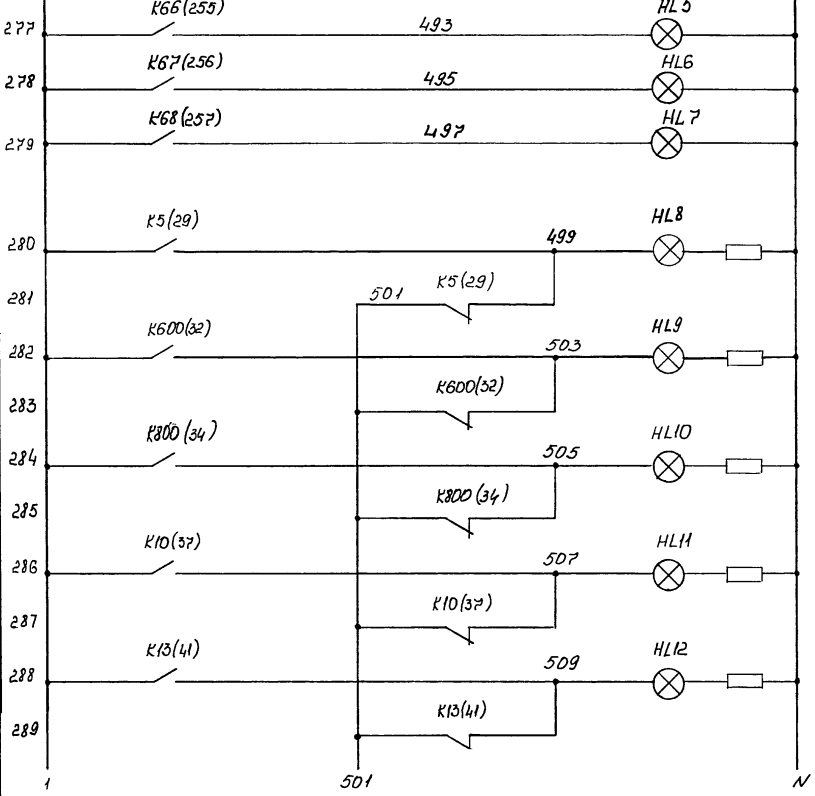 K66(255) HL5
277 493
K67(256) HL6
278 495
K68(257) HL7
279 497
K5(29) HL8
280 499
281 501 K5(29)
K600(32) HL9
282 503
283 K600(32)
K800(34) HL10
284 505
285 K800(34)
K10(37) HL11
286 507
287 K10(37)
K13(41) HL12
288 509
289 K13(41)
1 501 N